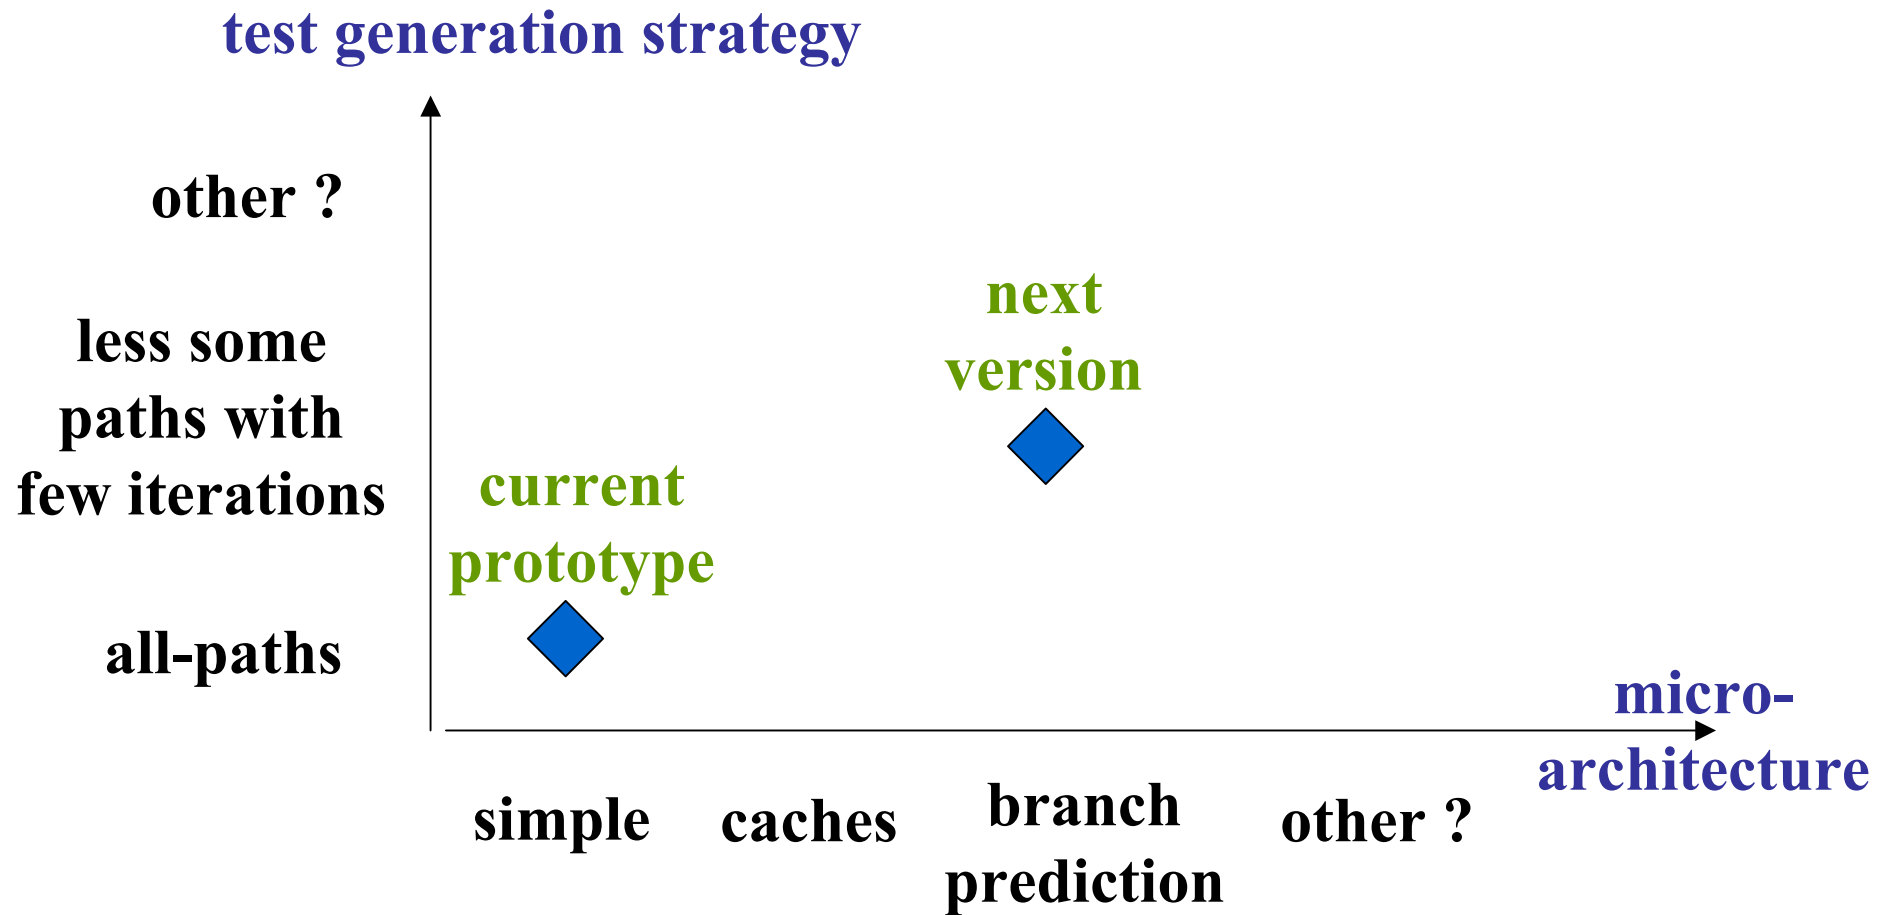 test generation strategy
other ?
less some
paths with
few iterations
all-paths
next
version
current
prototype
micro-
architecture
simple
caches
branch
prediction
other ?